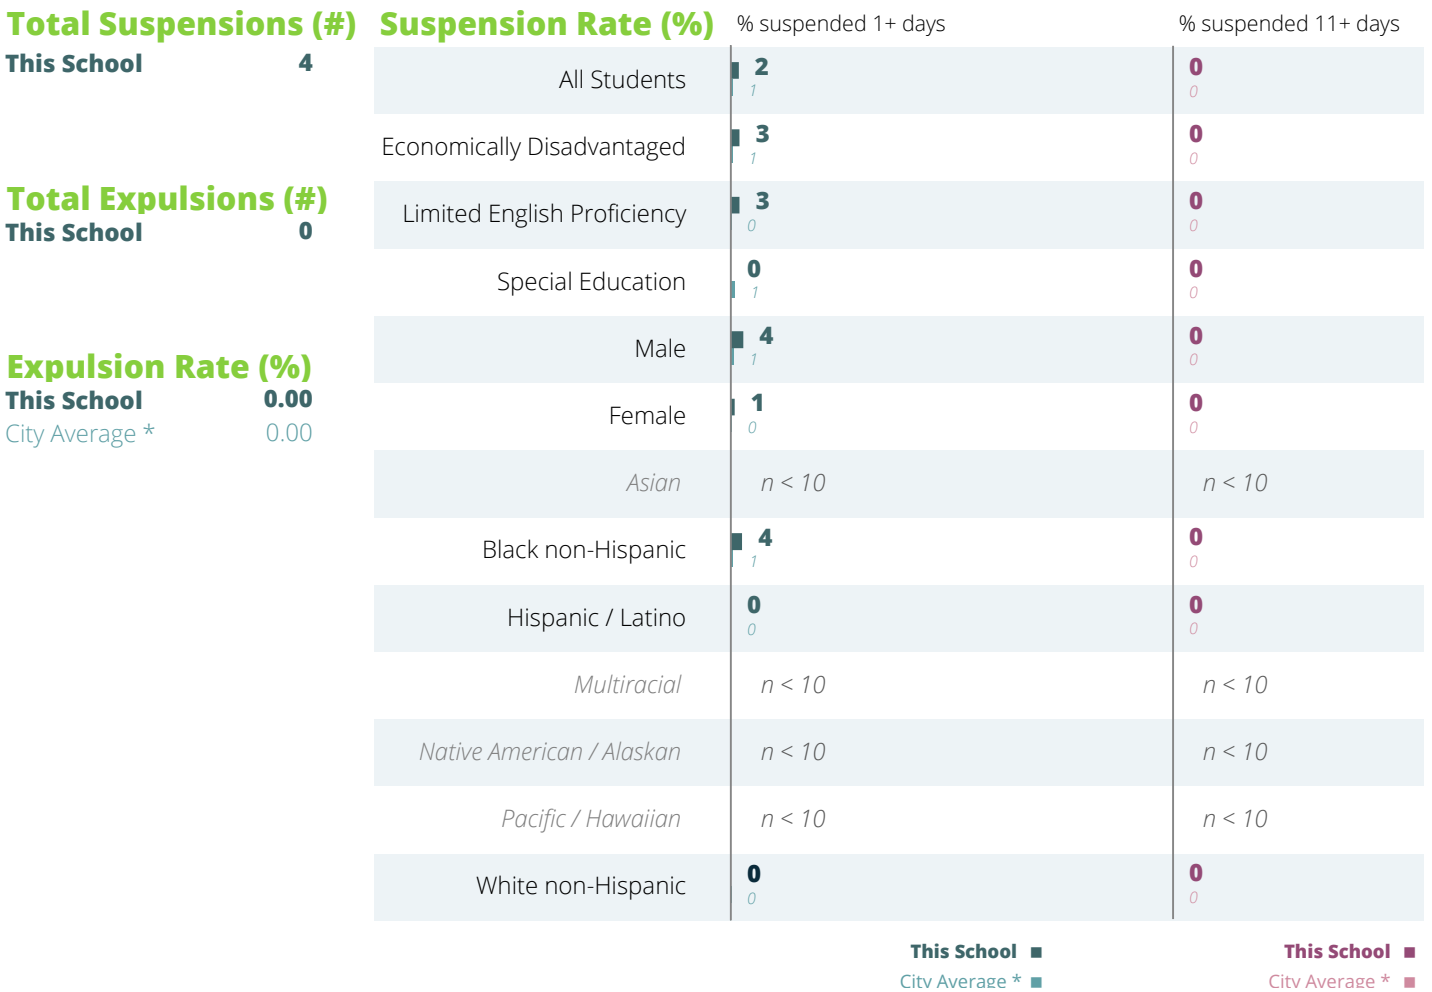 Total Suspensions (#)
This School 4
Total Expulsions (#)
This School 0
Expulsion Rate (%)
This School 0.00
City Average * 0.00
Suspension Rate (%) % suspended 1+ days % suspended 11+ days
All Students 2 0
1 0
Economically Disadvantaged 3 0
1 0
Limited English Proficiency 3 0
0 0
Special Education 0 0
1 0
Male 4 0
1 0
Female 1 0
0 0
Asian n < 10 n < 10
Black non-Hispanic 4 0
1 0
Hispanic / Latino 0 0
0 0
Multiracial n < 10 n < 10
Native American / Alaskan n < 10 n < 10
Pacific / Hawaiian n < 10 n < 10
White non-Hispanic 0 0
0 0
This School This School
City Average * City Average *